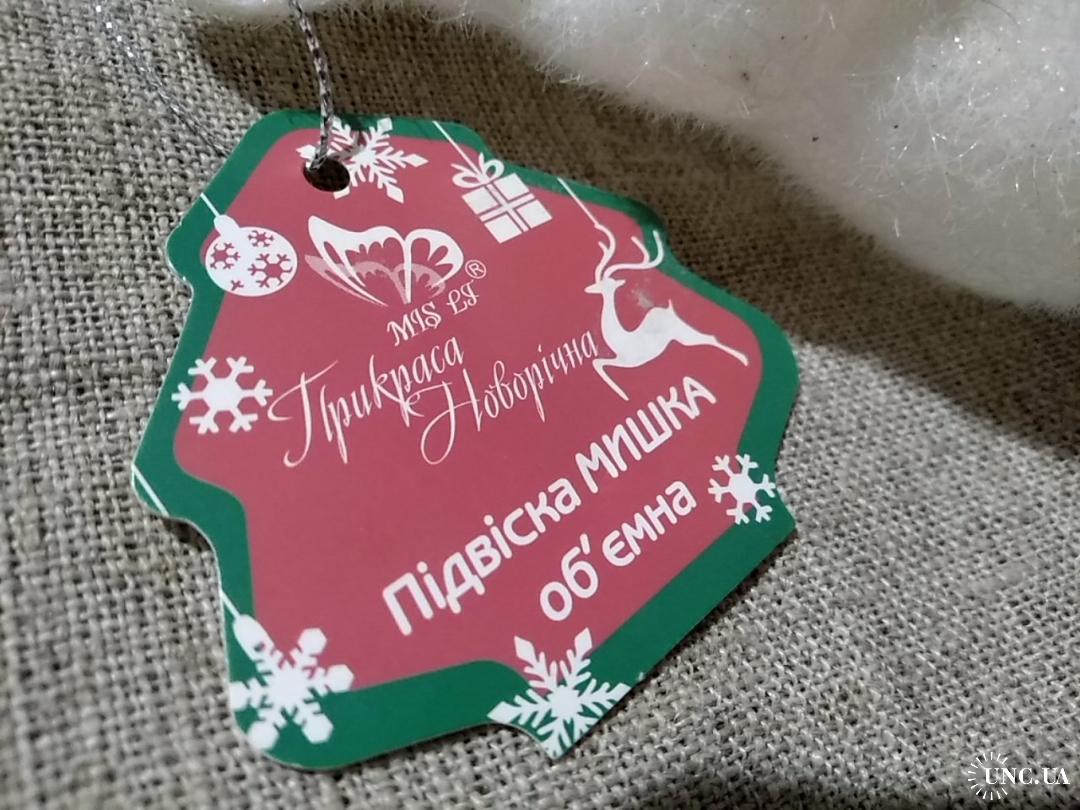 MIS LI ®
Прикраса
Новорічна
Підвіска МИШКА
об'ємна
UNC.UA